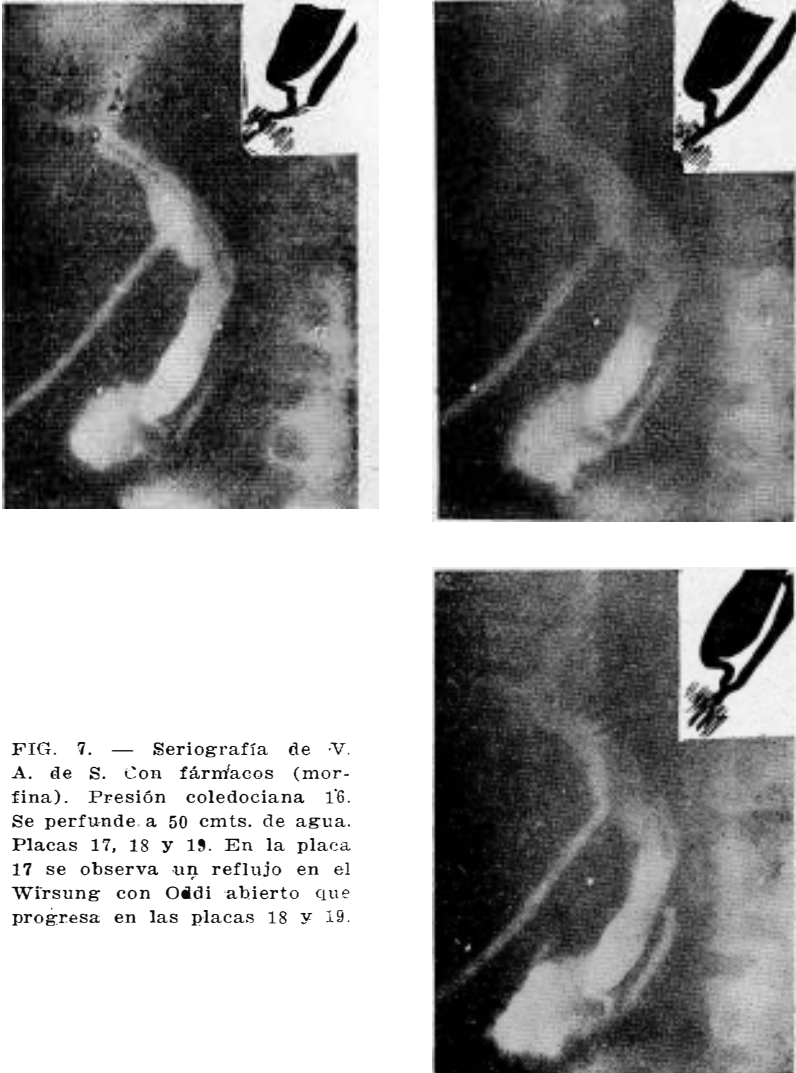 FIG. 7. — Seriografía de V.
A. de S. Con fármacos (mor-
fina). Presión coledociana 16.
Se perfunde a 50 cmts. de agua.
Placas 17, 18 y 19. En la placa
17 se observa un reflujo en el
Wirsung con Oddi abierto que
progresa en las placas 18 y 19.